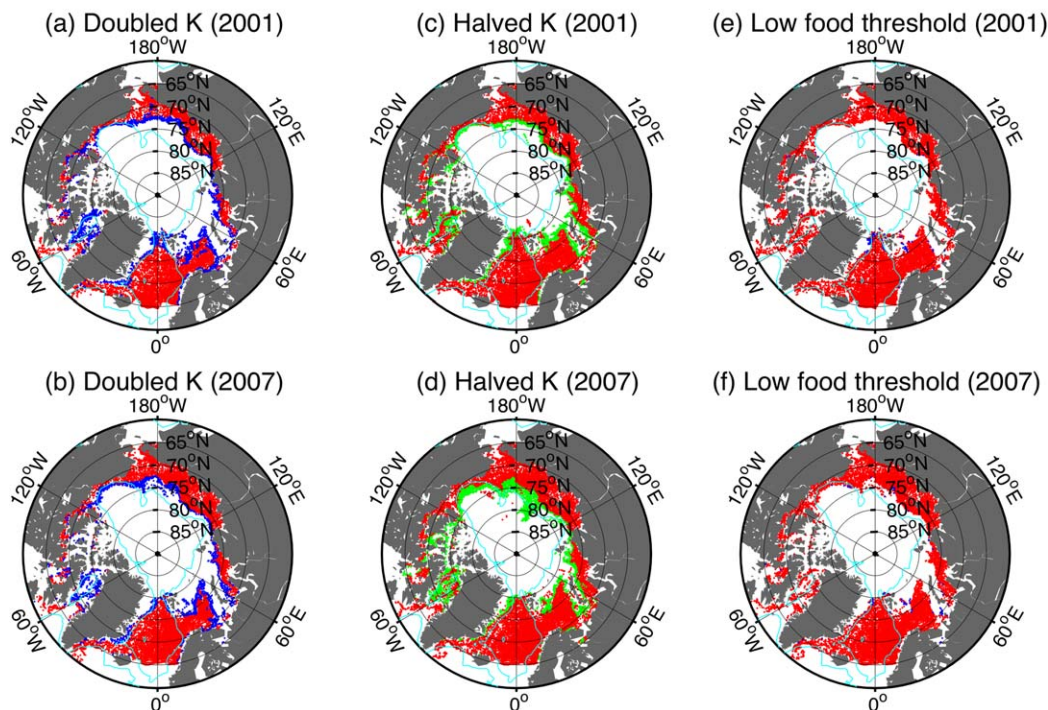 (a) Doubled K (2001) (c) Halved K (2001) (e) Low food threshold (2001)
180°W 180°W 180°W
65°N 65°N 65°N
70°N 70°N 70°N
120°W 120°E 120°W 120°E 120°W 120°E
75°N 75°N 75°N
80°N 80°N 80°N
85°N 85°N 85°N
60°W 60°E 60°W 60°E 60°W 60°E
0° 0° 0°
(b) Doubled K (2007) (d) Halved K (2007) (f) Low food threshold (2007)
180°W 180°W 180°W
65°N 65°N 65°N
70°N 70°N 70°N
120°W 120°E 120°W 120°E 120°W 120°E
75°N 75°N 75°N
80°N 80°N 80°N
85°N 85°N 85°N
60°W 60°E 60°W 60°E 60°W 60°E
0° 0° 0°